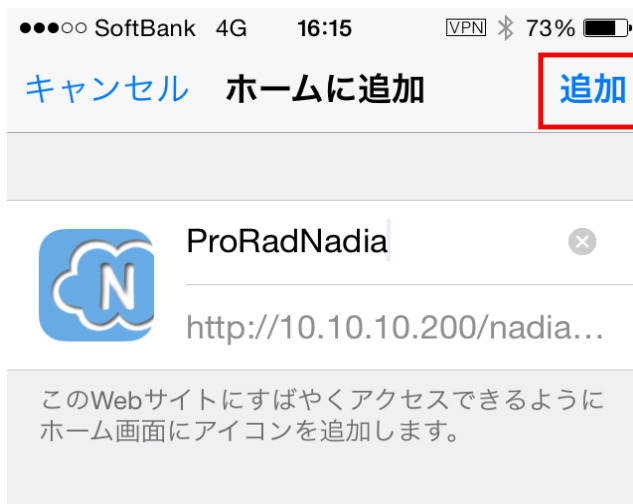 SoftBank 4G 16:15 VPN 73%
キャンセル ホームに追加 追加
N
ProRadNadia
http://10.10.10.200/nadia...
このWebサイトにすばやくアクセスできるように
ホーム画面にアイコンを追加します。